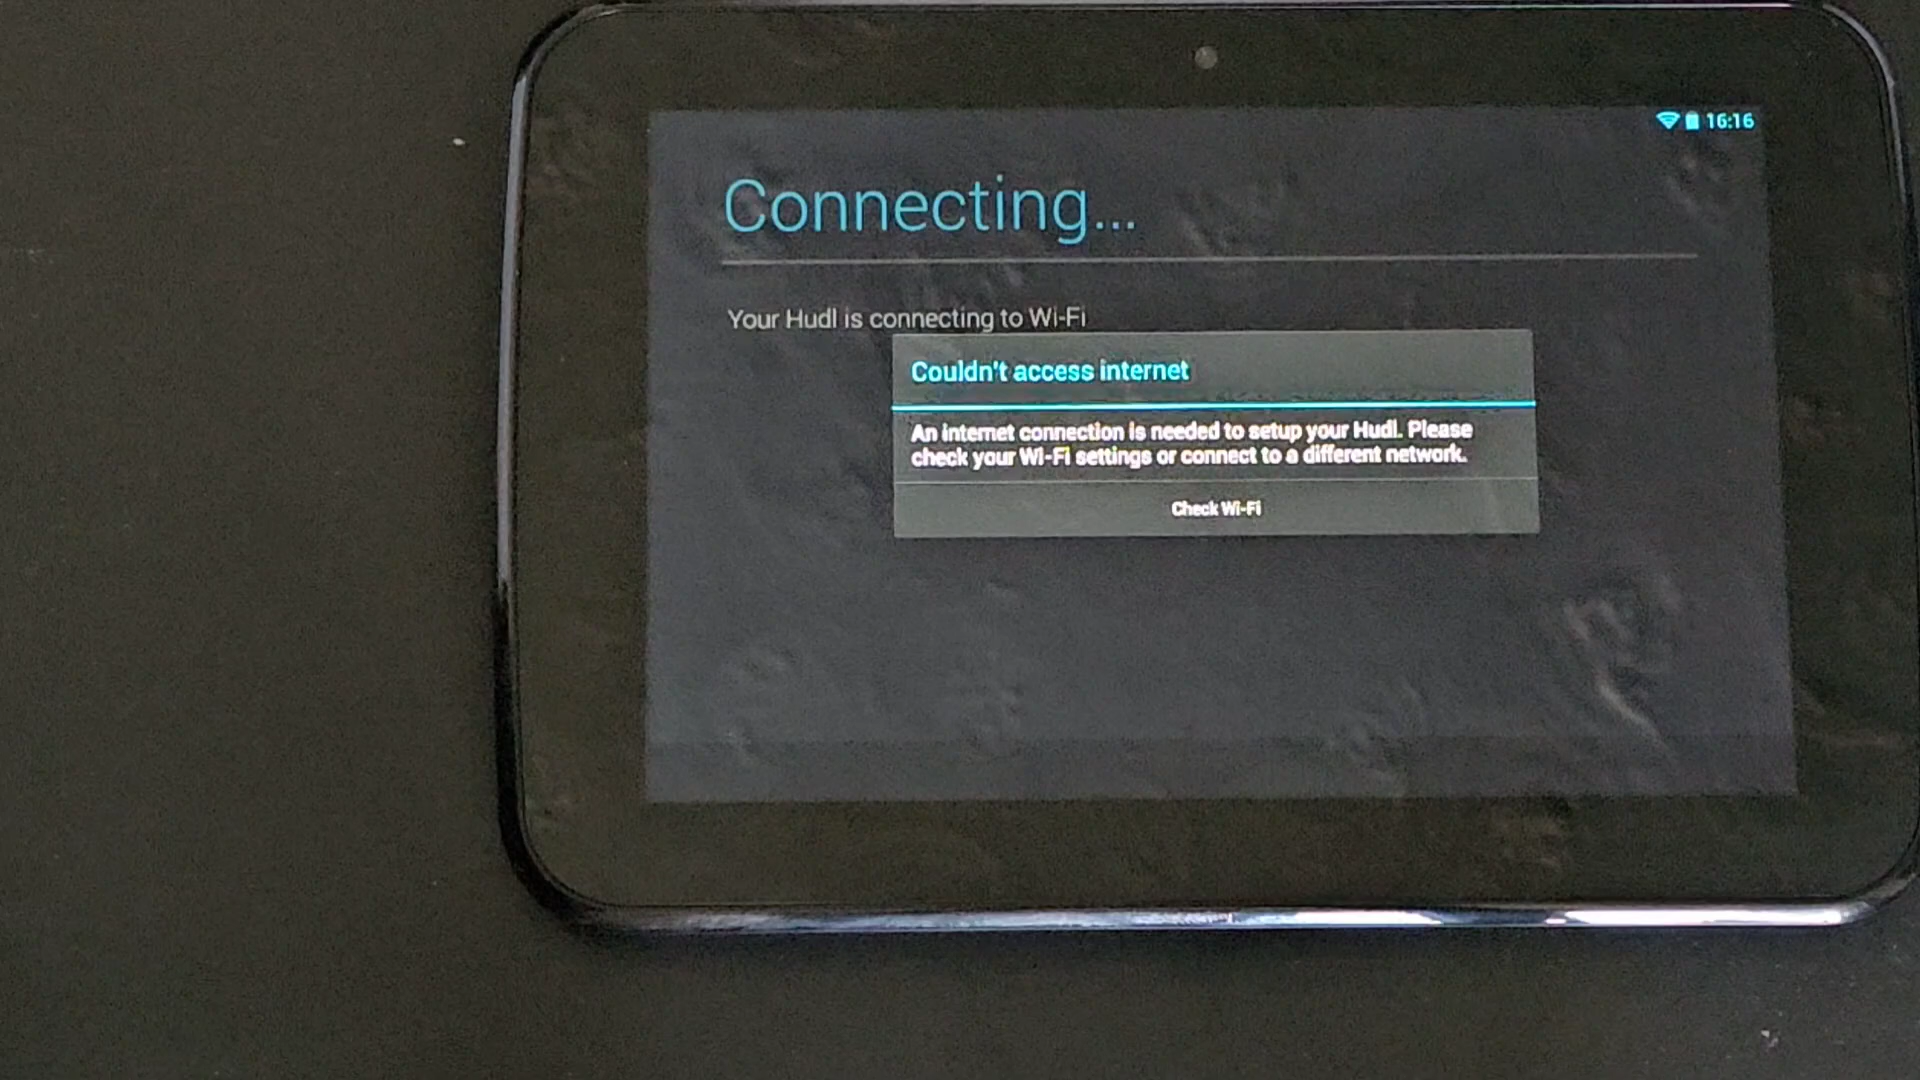 16:16
Connecting...
Your Hudl is connecting to Wi-Fi
Couldn't access internet
An internet connection is needed to setup your Hudl. Please
check your Wi-Fi settings or connect to a different network.
Check Wi-Fi